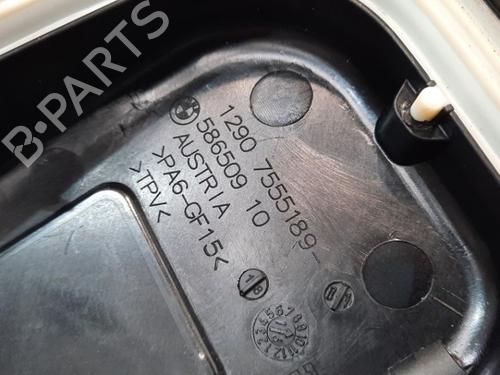 B-PARTS
1290 7555189-
586509 10
AUSTRIA
>PA6-GF15<
>TPV<